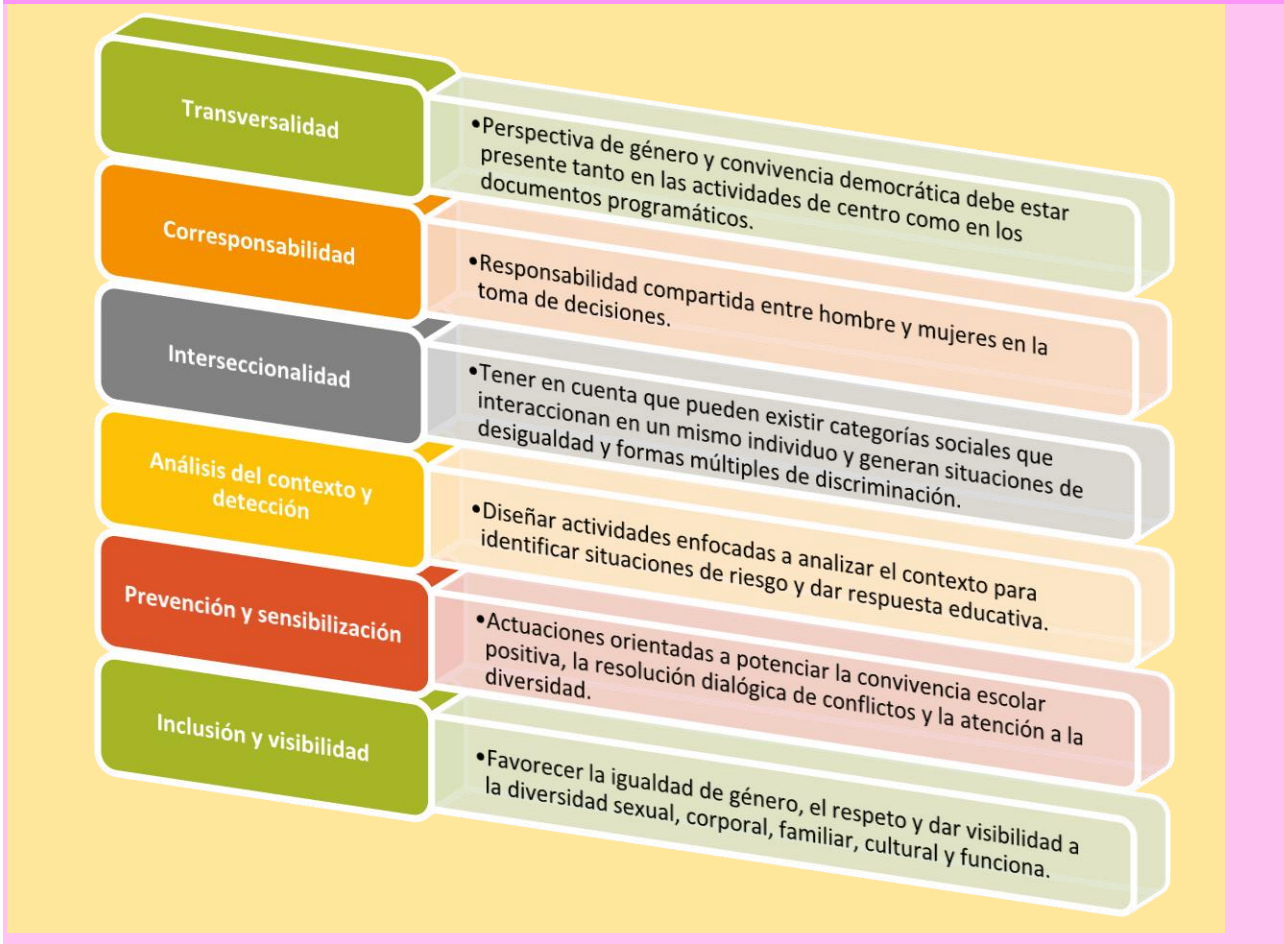 Transversalidad
•Perspectiva de género y convivencia democrática debe estar
presente tanto en las actividades de centro como en los
documentos programáticos.
Corresponsabilidad
•Responsabilidad compartida entre hombre y mujeres en la
toma de decisiones.
Interseccionalidad
•Tener en cuenta que pueden existir categorías sociales que
interaccionan en un mismo individuo y generan situaciones de
desigualdad y formas múltiples de discriminación.
Análisis del contexto y
detección
•Diseñar actividades enfocadas a analizar el contexto para
identificar situaciones de riesgo y dar respuesta educativa.
Prevención y sensibilización
•Actuaciones orientadas a potenciar la convivencia escolar
positiva, la resolución dialógica de conflictos y la atención a la
diversidad.
Inclusión y visibilidad
•Favorecer la igualdad de género, el respeto y dar visibilidad a
la diversidad sexual, corporal, familiar, cultural y funciona.